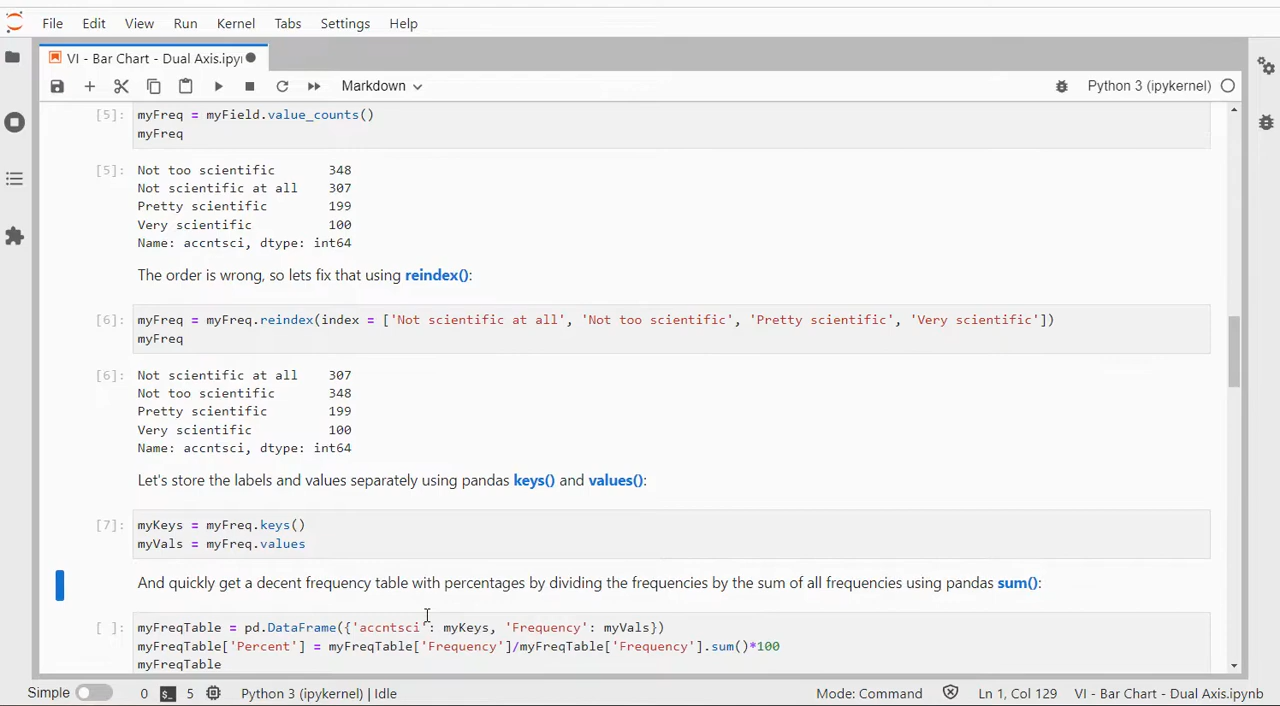 File Edit View Run Kernel Tabs Settings Help
VI - Bar Chart - Dual Axis.ipyn
Markdown
Python 3 (ipykernel)
[5]: myFreq = myField.value_counts()
myFreq
[5]: Not too scientific 348
Not scientific at all 307
Pretty scientific 199
Very scientific 100
Name: accntsci, dtype: int64
The order is wrong, so lets fix that using reindex():
[6]: myFreq = myFreq.reindex(index = ['Not scientific at all', 'Not too scientific', 'Pretty scientific', 'Very scientific'])
myFreq
[6]: Not scientific at all 307
Not too scientific 348
Pretty scientific 199
Very scientific 100
Name: accntsci, dtype: int64
Let's store the labels and values separately using pandas keys() and values():
[7]: myKeys = myFreq.keys()
myVals = myFreq.values
And quickly get a decent frequency table with percentages by dividing the frequencies by the sum of all frequencies using pandas sum():
[ ]: myFreqTable = pd.DataFrame({'accntsci': myKeys, 'Frequency': myVals})
myFreqTable['Percent'] = myFreqTable['Frequency']/myFreqTable['Frequency'].sum()*100
myFreqTable
Simple 0 5 Python 3 (ipykernel) | Idle Mode: Command Ln 1, Col 129 VI - Bar Chart - Dual Axis.ipynb